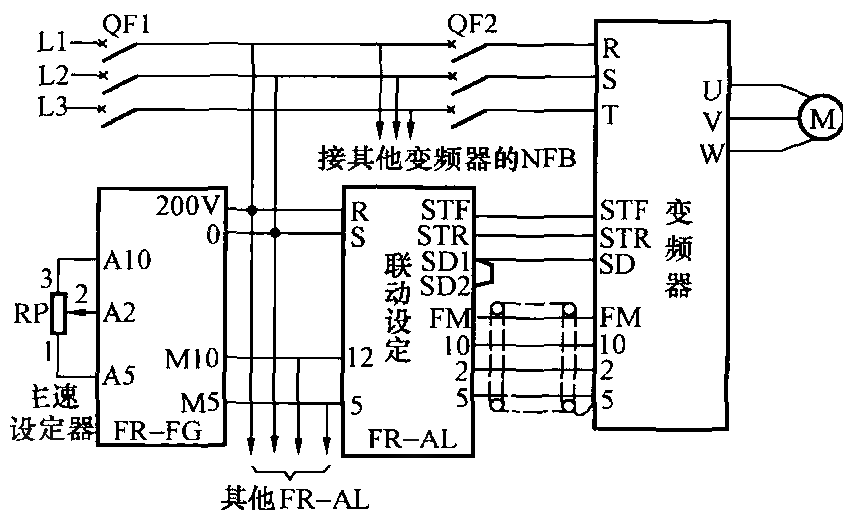 QF1
QF2
L1
L2
L3
R
S
T
U
V
W
M
接其他变频器的NFB
200V
0
A10
A2
A5
M10
M5
FR-FG
3
2
1
RP
主速
设定器
R
S
12
5
联动设定
STF
STR
SD1
SD2
FM
10
2
5
FR-AL
STF
STR
SD
FM
10
2
5
变频器
其他FR-AL